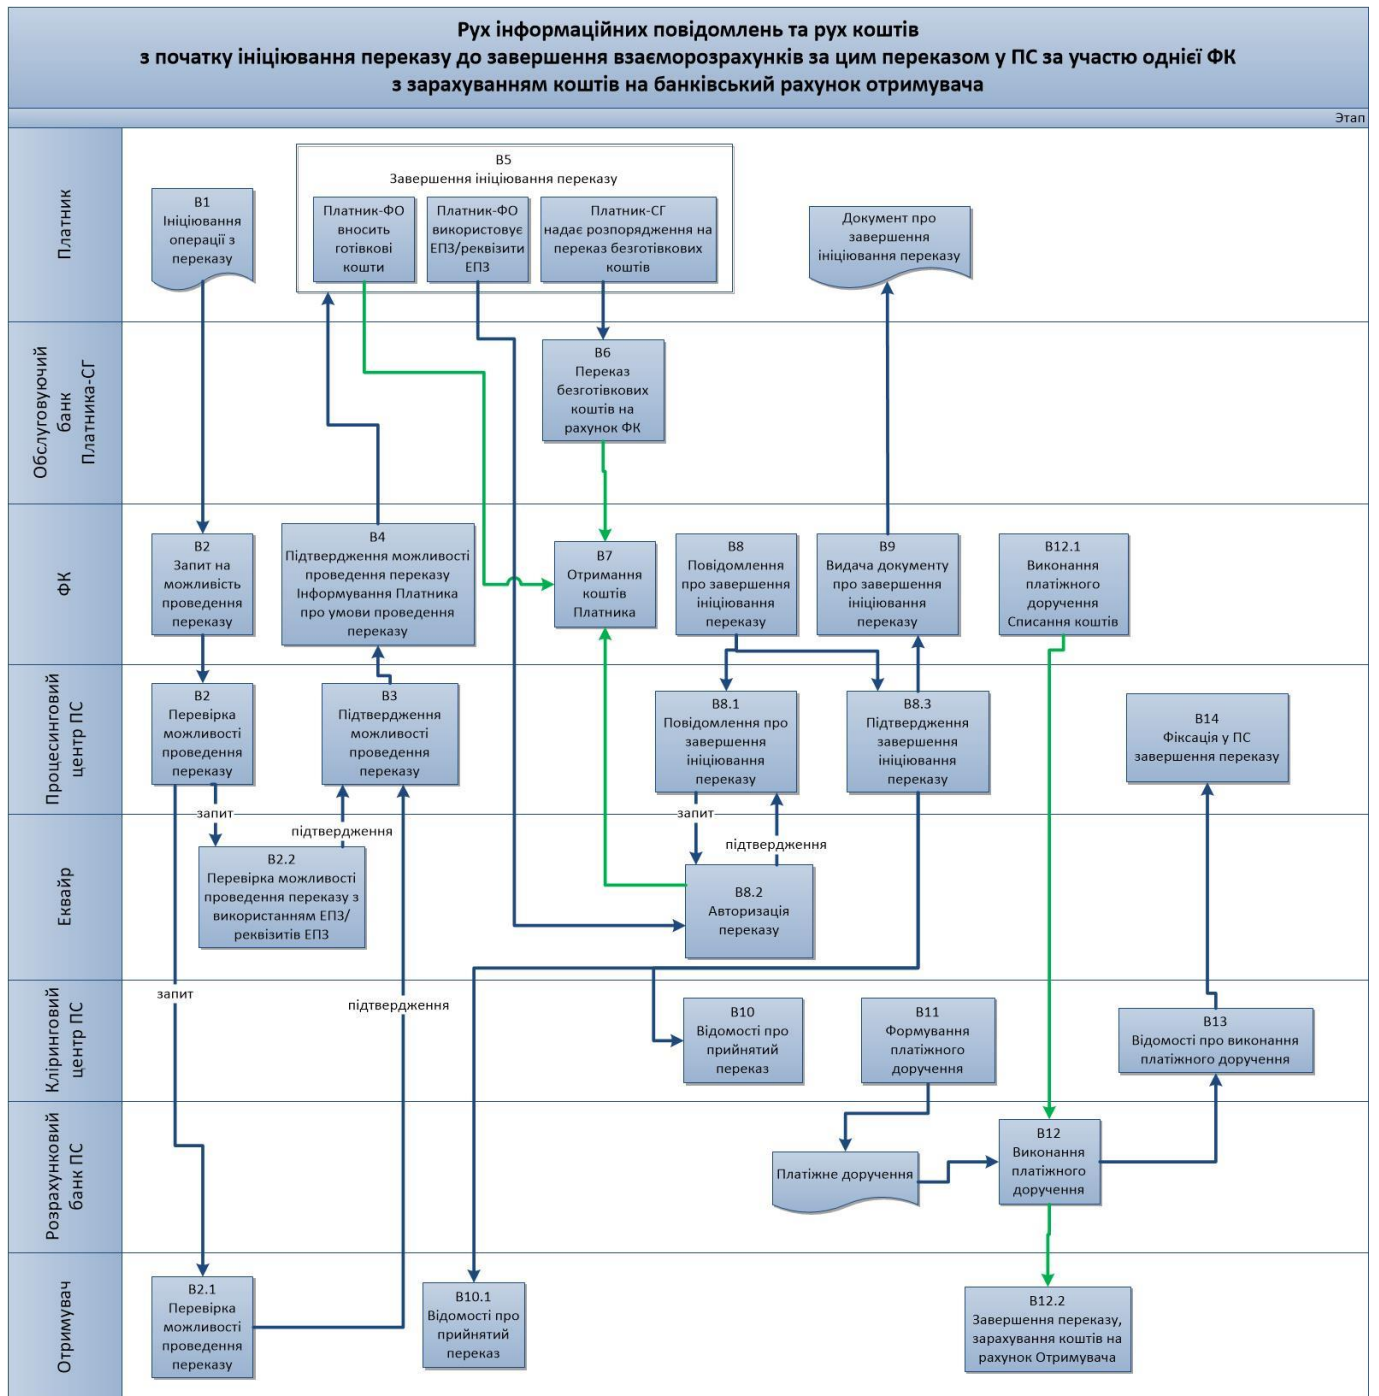 Рух інформаційних повідомлень та рух коштів
з початку ініціювання переказу до завершення взаєморозрахунків за цим переказом у ПС за участю однієї ФК
з зарахуванням коштів на банківський рахунок отримувача
Этап
Платник
В1
Ініціювання
операції з
переказу
В5
Завершення ініціювання переказу
Платник-ФО
вносить
готівкові
кошти
Платник-ФО
використовує
ЕПЗ/реквізити
ЕПЗ
Платник-СГ
надає розпорядження на
переказ безготівкових
коштів
Документ про
завершення
ініціювання переказу
Обслуговуючий
банк
Платника-СГ
В6
Переказ
безготівкових
коштів на
рахунок ФК
ФК
В2
Запит на
можливість
проведення
переказу
В4
Підтвердження можливості
проведення переказу
Інформування Платника
про умови проведення
переказу
В7
Отримання
коштів
Платника
В8
Повідомлення
про завершення
ініціювання
переказу
В9
Видача документу
про завершення
ініціювання
переказу
В12.1
Виконання
платіжного
доручення
Списання коштів
Процесинговий
центр ПС
В2
Перевірка
можливості
проведення
переказу
В3
Підтвердження
можливості
проведення
переказу
В8.1
Повідомлення про
завершення
ініціювання
переказу
В8.3
Підтвердження
завершення
ініціювання
переказу
В14
Фіксація у ПС
завершення переказу
запит
підтвердження
запит
підтвердження
Еквайр
В2.2
Перевірка можливості
проведення переказу з
використанням ЕПЗ/
реквізитів ЕПЗ
В8.2
Авторизація
переказу
запит
підтвердження
Кліринговий
центр ПС
В10
Відомості про
прийнятий
переказ
В11
Формування
платіжного
доручення
В13
Відомості про виконання
платіжного доручення
Розрахунковий
банк ПС
Платіжне доручення
В12
Виконання
платіжного
доручення
Отримувач
В2.1
Перевірка
можливості
проведення
переказу
В10.1
Відомості про
прийнятий
переказ
В12.2
Завершення переказу,
зарахування коштів на
рахунок Отримувача